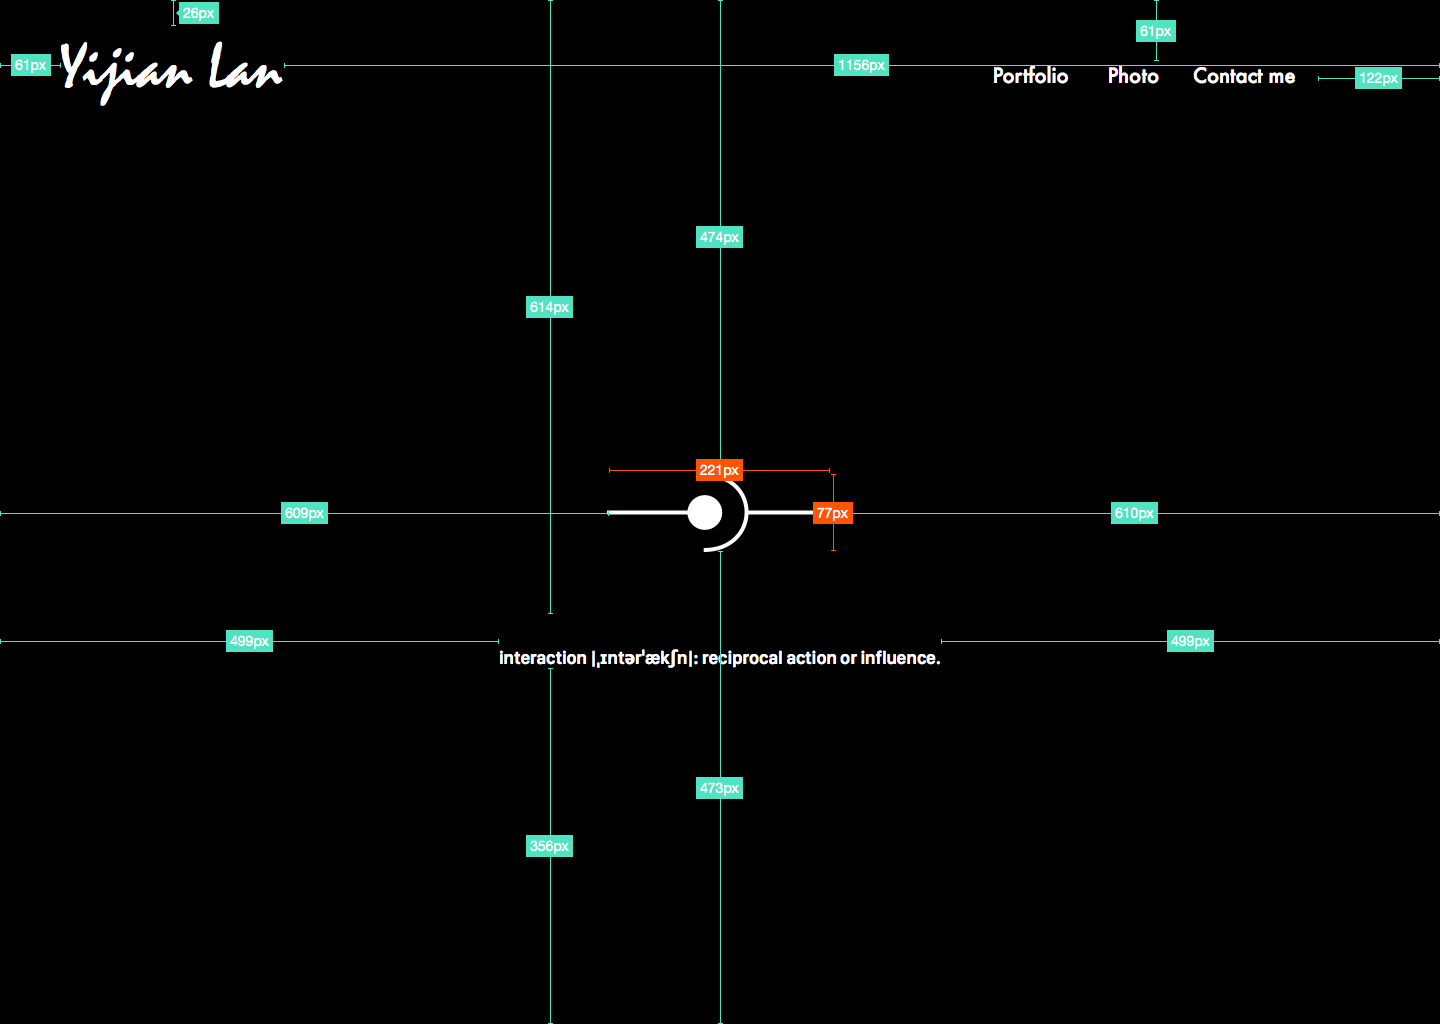 26px
61px
61px
Yijian Lan
1156px
Portfolio Photo Contact me
122px
474px
614px
221px
609px
77px
610px
499px
499px
interaction |ˌɪntərˈækʃn|: reciprocal action or influence.
473px
356px